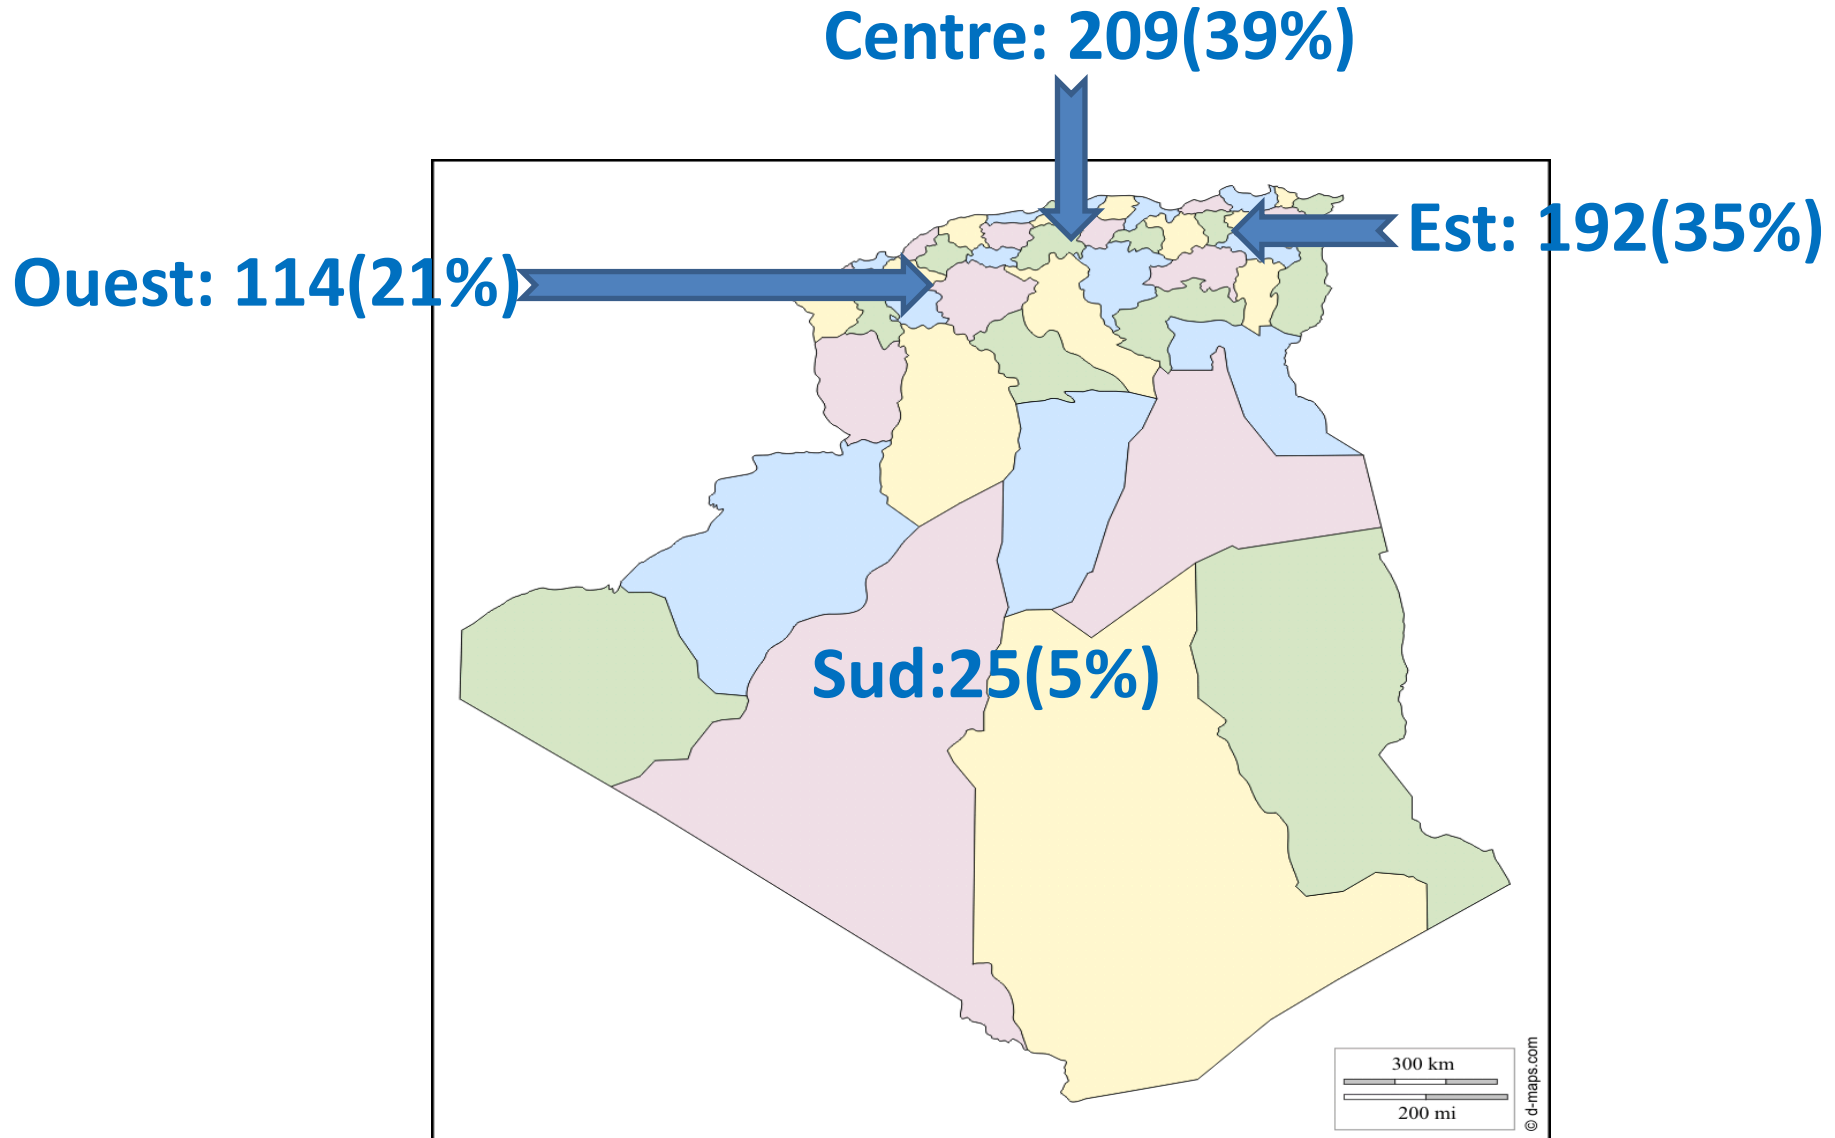 Centre: 209(39%)
Est: 192(35%)
Ouest: 114(21%)
Sud:25(5%)
300 km
200 mi
© d-maps.com